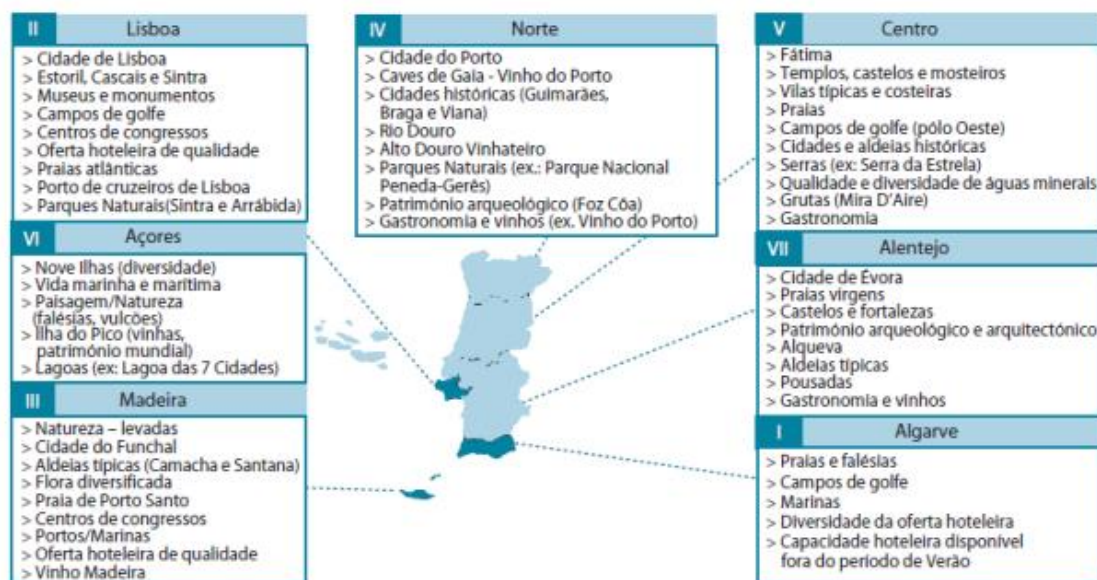 II Lisboa
> Cidade de Lisboa
> Estoril, Cascais e Sintra
> Museus e monumentos
> Campos de golfe
> Centros de congressos
> Oferta hoteleira de qualidade
> Praias atlânticas
> Porto de cruzeiros de Lisboa
> Parques Naturais(Sintra e Arrábida)
VI Açores
> Nove Ilhas (diversidade)
> Vida marinha e marítima
> Paisagem/Natureza
(falésias, vulcões)
> Ilha do Pico (vinhas,
património mundial)
> Lagoas (ex: Lagoa das 7 Cidades)
III Madeira
> Natureza – levadas
> Cidade do Funchal
> Aldeias típicas (Camacha e Santana)
> Flora diversificada
> Praia de Porto Santo
> Centros de congressos
> Portos/Marinas
> Oferta hoteleira de qualidade
> Vinho Madeira
IV Norte
> Cidade do Porto
> Caves de Gaia - Vinho do Porto
> Cidades históricas (Guimarães,
Braga e Viana)
> Rio Douro
> Alto Douro Vinhateiro
> Parques Naturais (ex.: Parque Nacional
Peneda-Gerês)
> Património arqueológico (Foz Côa)
> Gastronomia e vinhos (ex. Vinho do Porto)
V Centro
> Fátima
> Templos, castelos e mosteiros
> Vilas típicas e costeiras
> Praias
> Campos de golfe (pólo Oeste)
> Cidades e aldeias históricas
> Serras (ex: Serra da Estrela)
> Qualidade e diversidade de águas minerais
> Grutas (Mira D'Aire)
> Gastronomia
VII Alentejo
> Cidade de Évora
> Praias virgens
> Castelos e fortalezas
> Património arqueológico e arquitectónico
> Alqueva
> Aldeias típicas
> Pousadas
> Gastronomia e vinhos
I Algarve
> Praias e falésias
> Campos de golfe
> Marinas
> Diversidade da oferta hoteleira
> Capacidade hoteleira disponível
fora do período de Verão